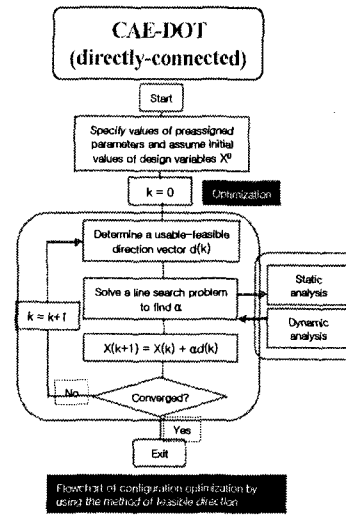 CAE-DOT
(directly-connected)
Start
Specify values of preassigned
parameters and assume initial
values of design variables X⁰
k = 0
Optimization
Determine a usable-feasible
direction vector d(k)
Solve a line search problem
to find α
Static
analysis
k = k+1
Dynamic
analysis
X(k+1) = X(k) + αd(k)
No
Converged?
Yes
Exit
Flowchart of configuration optimization by
using the method of feasible direction